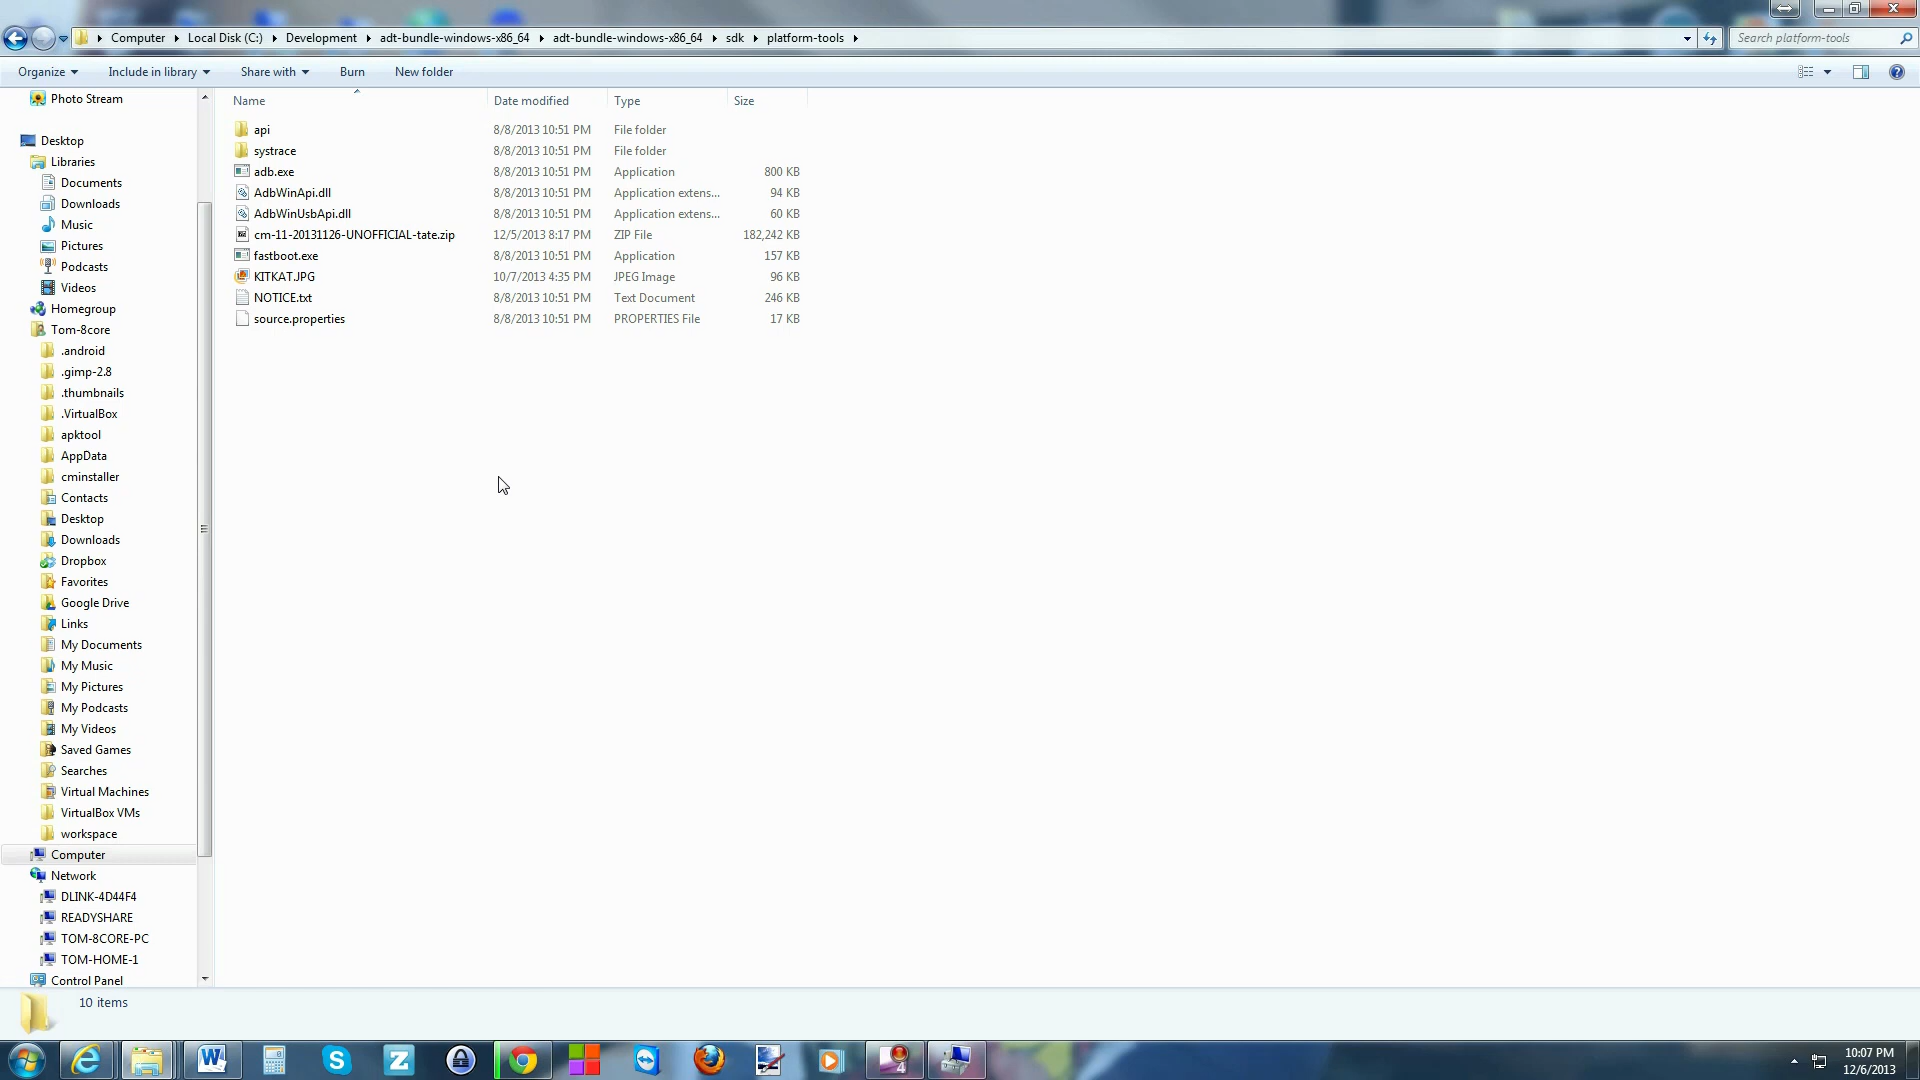 Computer Local Disk (C:) Development adt-bundle-windows-x86_64 adt-bundle-windows-x86_64 sdk platform-tools Search platform-tools
Organize Include in library Share with Burn New folder
Photo Stream
Desktop
Libraries
Documents
Downloads
Music
Pictures
Podcasts
Videos
Homegroup
Tom-8core
.android
.gimp-2.8
.thumbnails
.VirtualBox
apktool
AppData
cminstaller
Contacts
Desktop
Downloads
Dropbox
Favorites
Google Drive
Links
My Documents
My Music
My Pictures
My Podcasts
My Videos
Saved Games
Searches
Virtual Machines
VirtualBox VMs
workspace
Computer
Network
DLINK-4D44F4
READYSHARE
TOM-8CORE-PC
TOM-HOME-1
Control Panel
Name Date modified Type Size
api 8/8/2013 10:51 PM File folder
systrace 8/8/2013 10:51 PM File folder
adb.exe 8/8/2013 10:51 PM Application 800 KB
AdbWinApi.dll 8/8/2013 10:51 PM Application extens... 94 KB
AdbWinUsbApi.dll 8/8/2013 10:51 PM Application extens... 60 KB
cm-11-20131126-UNOFFICIAL-tate.zip 12/5/2013 8:17 PM ZIP File 182,242 KB
fastboot.exe 8/8/2013 10:51 PM Application 157 KB
KITKAT.JPG 10/7/2013 4:35 PM JPEG Image 96 KB
NOTICE.txt 8/8/2013 10:51 PM Text Document 246 KB
source.properties 8/8/2013 10:51 PM PROPERTIES File 17 KB
10 items
10:07 PM
12/6/2013